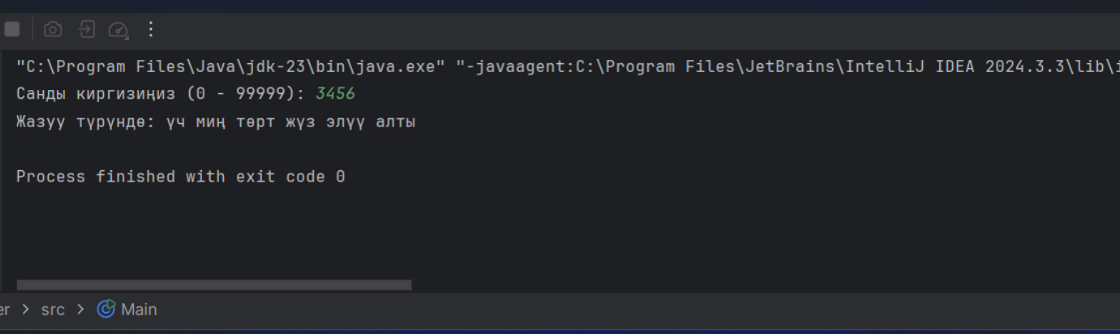 "C:\Program Files\Java\jdk-23\bin\java.exe" "-javaagent:C:\Program Files\JetBrains\IntelliJ IDEA 2024.3.3\lib\
Санды киргизиңиз (0 - 99999): 3456
Жазуу түрүндө: үч миң төрт жүз элүү алты
Process finished with exit code 0
er > src > Main